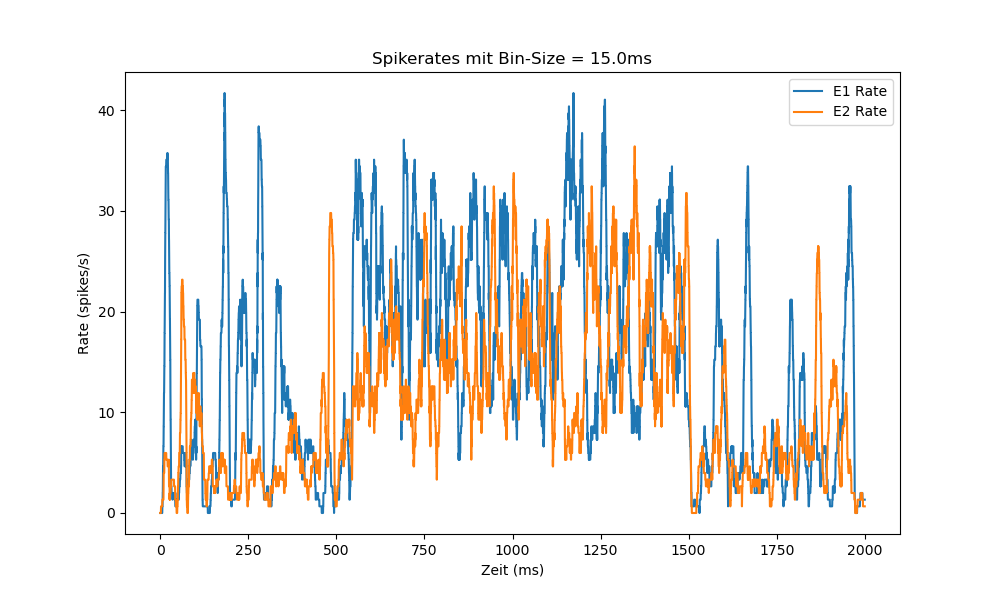 Spikerates mit Bin-Size = 15.0ms
E1 Rate
E2 Rate
40
30
20
10
0
Rate (spikes/s)
0 250 500 750 1000 1250 1500 1750 2000
Zeit (ms)